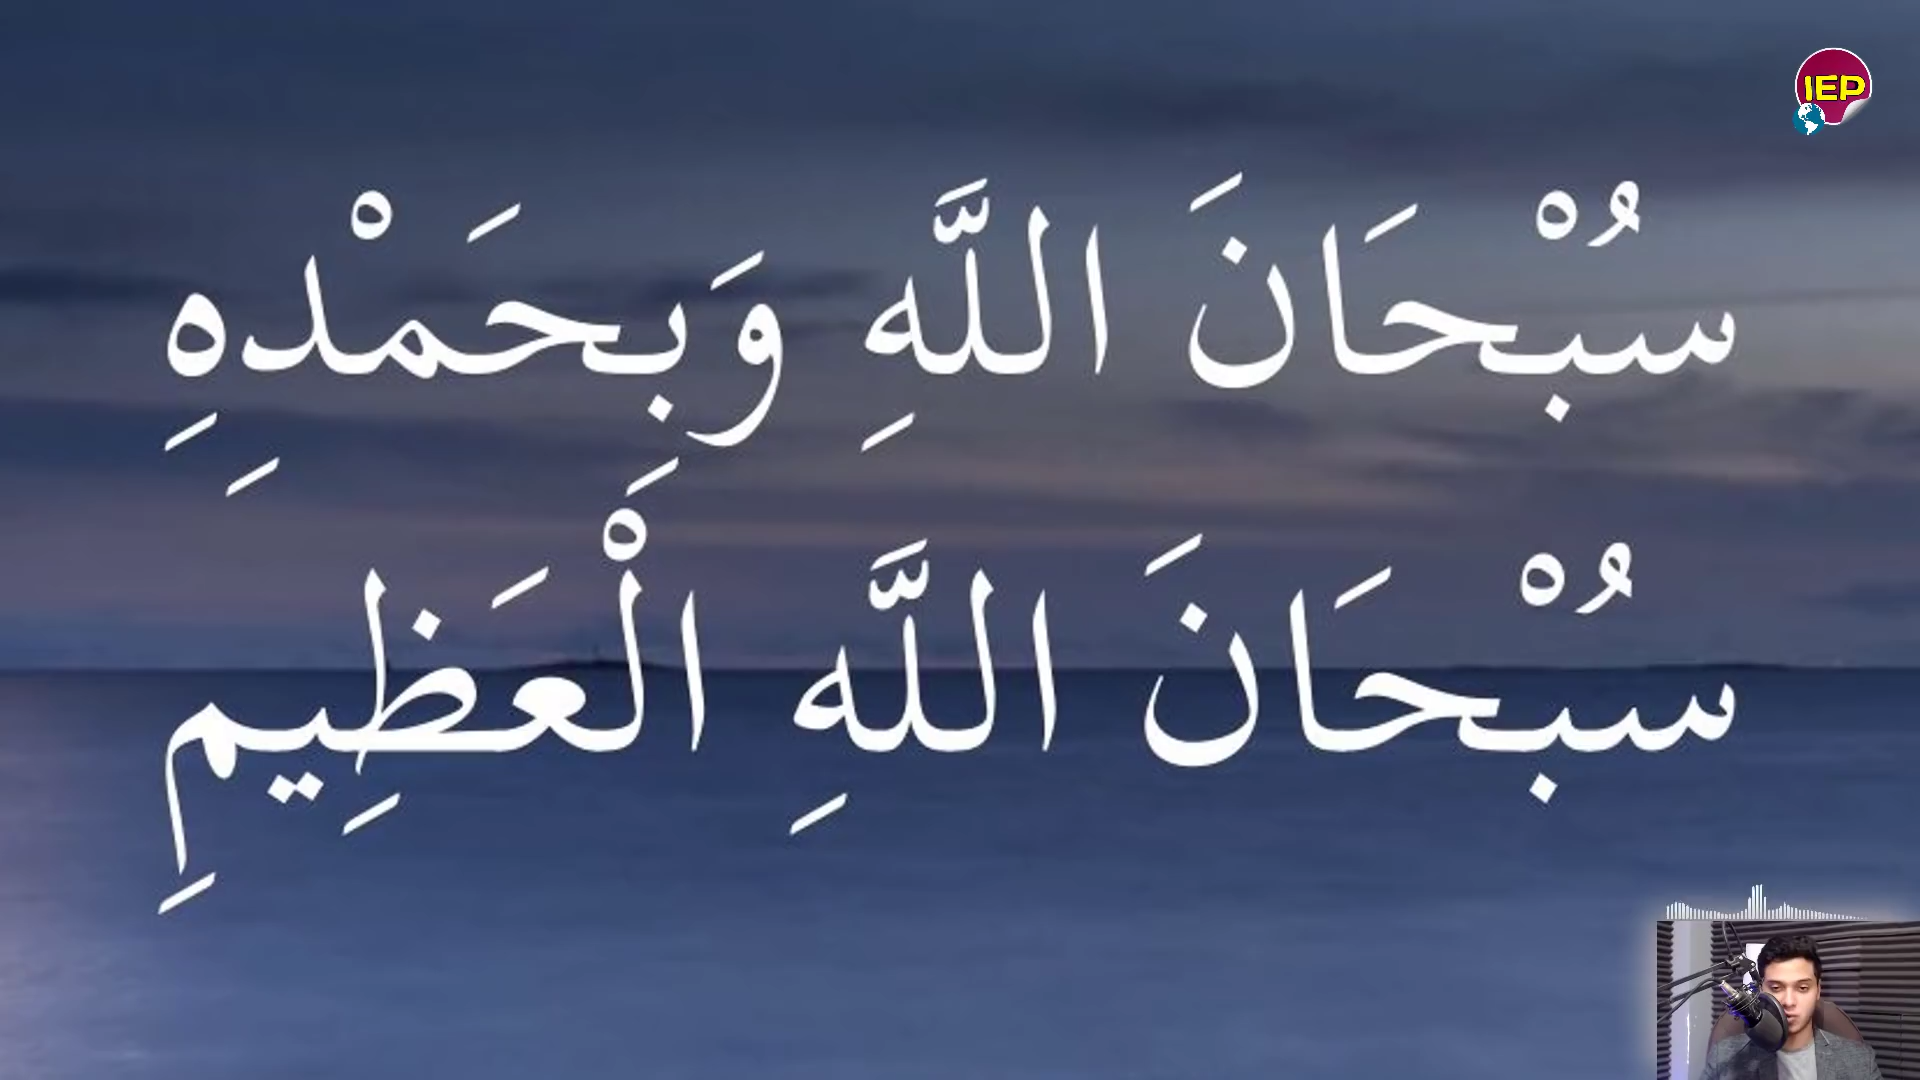 IEP
سُبْحَانَ اللَّهِ وَبِحَمْدِهِ
سُبْحَانَ اللَّهِ الْعَظِيمِ